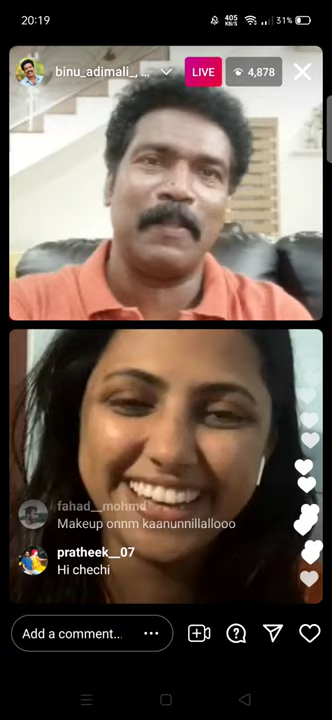 20:19
405
KB/S
31%
binu_adimali_, ...
LIVE
4,878
fahad__mohmd
Makeup onnm kaanunnillallooo
pratheek__07
Hi chechi
Add a comment...